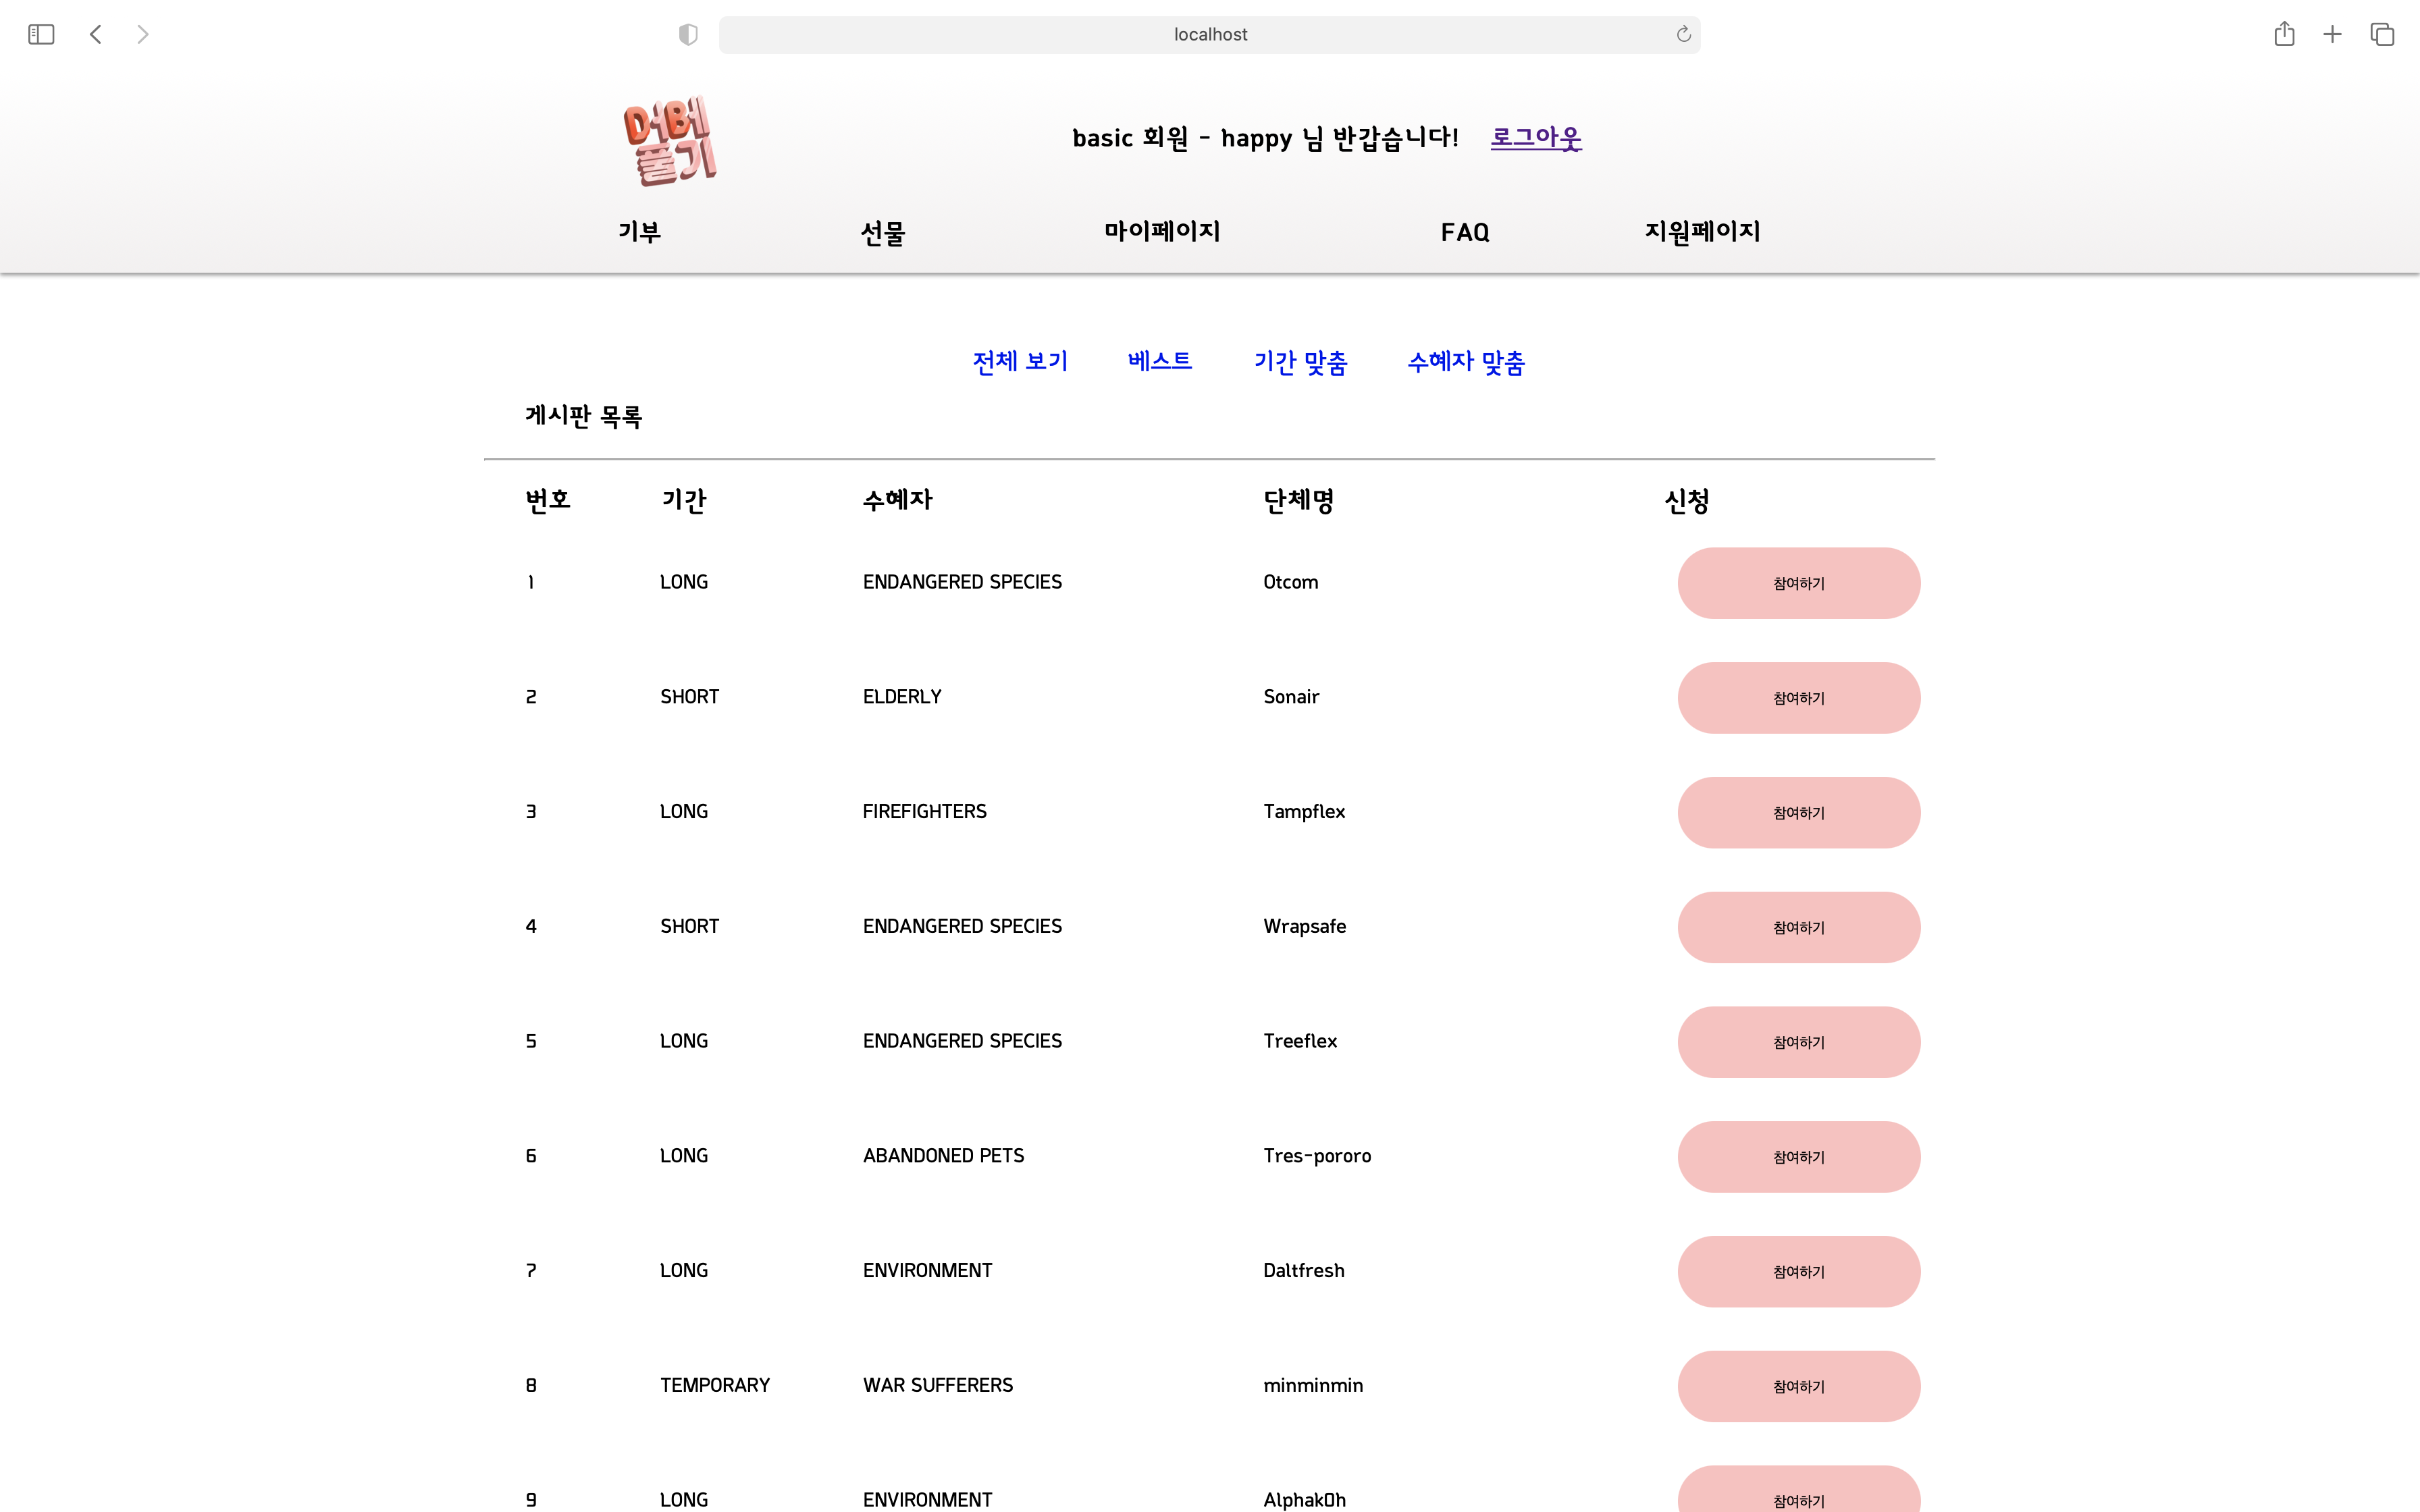 localhost
DㅓB메
풀기
basic 회원 - happy 님 반갑습니다! 로그아웃
기부 선물 마이페이지 FAQ 지원페이지
전체 보기 베스트 기간 맞춤 수혜자 맞춤
게시판 목록
번호 기간 수혜자 단체명 신청
1 LONG ENDANGERED SPECIES Otcom 참여하기
2 SHORT ELDERLY Sonair 참여하기
3 LONG FIREFIGHTERS Tampflex 참여하기
4 SHORT ENDANGERED SPECIES Wrapsafe 참여하기
5 LONG ENDANGERED SPECIES Treeflex 참여하기
6 LONG ABANDONED PETS Tres-pororo 참여하기
7 LONG ENVIRONMENT Daltfresh 참여하기
8 TEMPORARY WAR SUFFERERS minminmin 참여하기
9 LONG ENVIRONMENT Alphak0h 참여하기